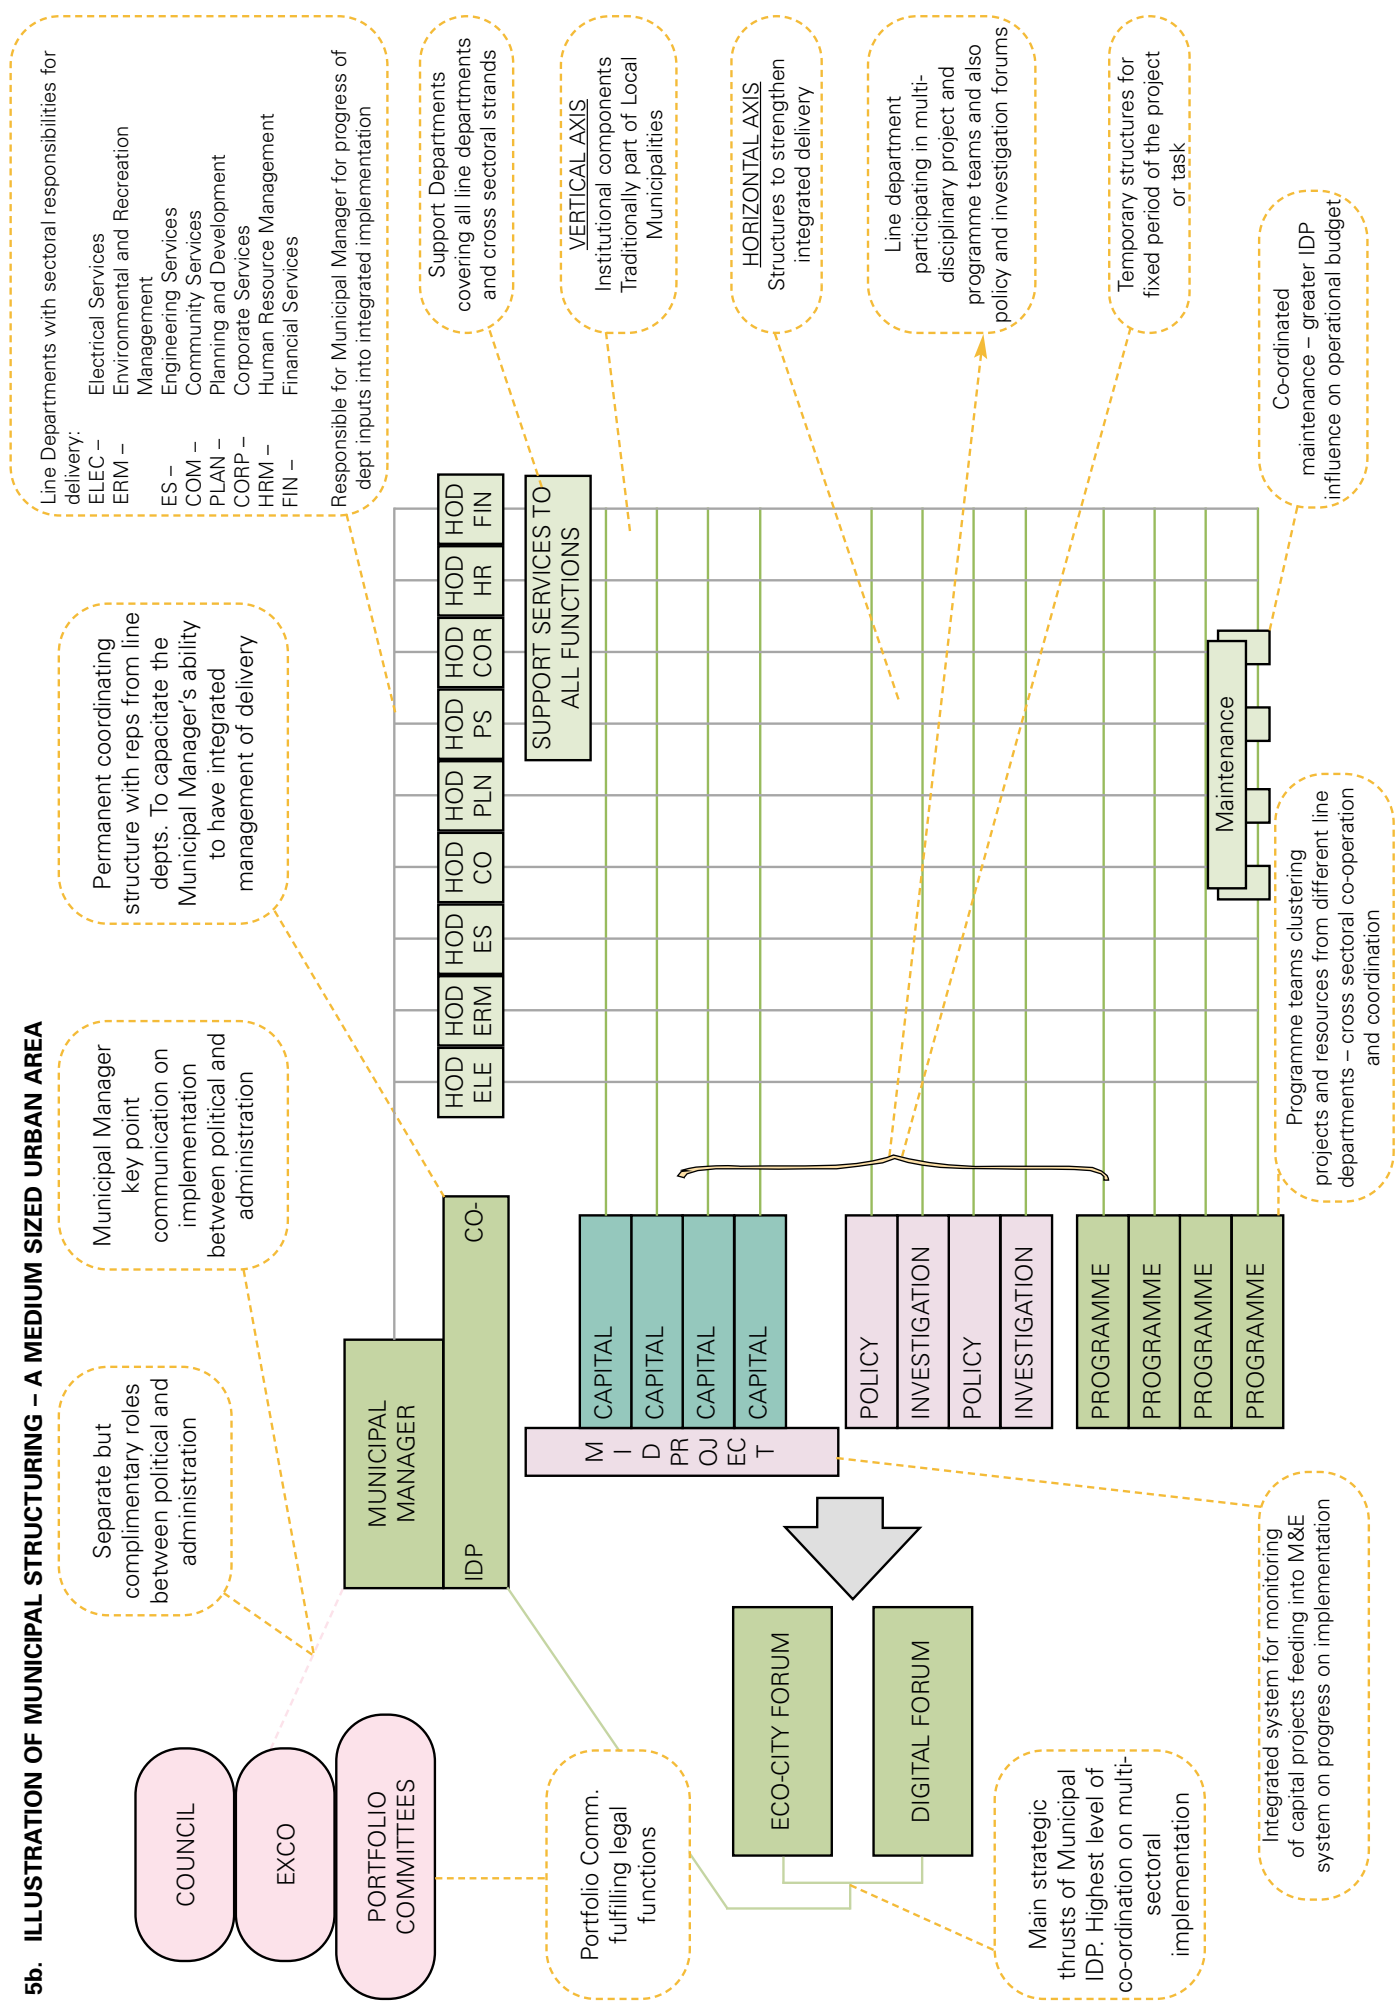 5b. ILLUSTRATION OF MUNICIPAL STRUCTURING – A MEDIUM SIZED URBAN AREA
COUNCIL
EXCO
PORTFOLIO
COMMITTEES
Separate but
complimentary roles
between political and
administration
Municipal Manager
key point
communication on
implementation
between political and
administration
Permanent coordinating
structure with reps from line
depts. To capacitate the
Municipal Manager's ability
to have integrated
management of delivery
Line Departments with sectoral responsibilities for
delivery:
ELEC – Electrical Services
ERM – Environmental and Recreation
Management
ES – Engineering Services
COM – Community Services
PLAN – Planning and Development
CORP – Corporate Services
HRM – Human Resource Management
FIN – Financial Services
Responsible for Municipal Manager for progress of
dept inputs into integrated implementation
MUNICIPAL
MANAGER
IDP CO-
HOD
ELE
HOD
ERM
HOD
ES
HOD
CO
HOD
PLN
HOD
PS
HOD
COR
HOD
HR
HOD
FIN
SUPPORT SERVICES TO
ALL FUNCTIONS
Support Departments
covering all line departments
and cross sectoral strands
VERTICAL AXIS
Institutional components
Traditionally part of Local
Municipalities
HORIZONTAL AXIS
Structures to strengthen
integrated delivery
Line department
participating in multi-
disciplinary project and
programme teams and also
policy and investigation forums
Temporary structures for
fixed period of the project
or task
Co-ordinated
maintenance – greater IDP
influence on operational budget
Portfolio Comm.
fulfilling legal
functions
ECO-CITY FORUM
DIGITAL FORUM
Main strategic
thrusts of Municipal
IDP. Highest level of
co-ordination on multi-
sectoral
implementation
M
I
D
PR
OJ
EC
T
CAPITAL
CAPITAL
CAPITAL
CAPITAL
POLICY
INVESTIGATION
POLICY
INVESTIGATION
PROGRAMME
PROGRAMME
PROGRAMME
PROGRAMME
Maintenance
Integrated system for monitoring
of capital projects feeding into M&E
system on progress on implementation
Programme teams clustering
projects and resources from different line
departments – cross sectoral co-operation
and coordination